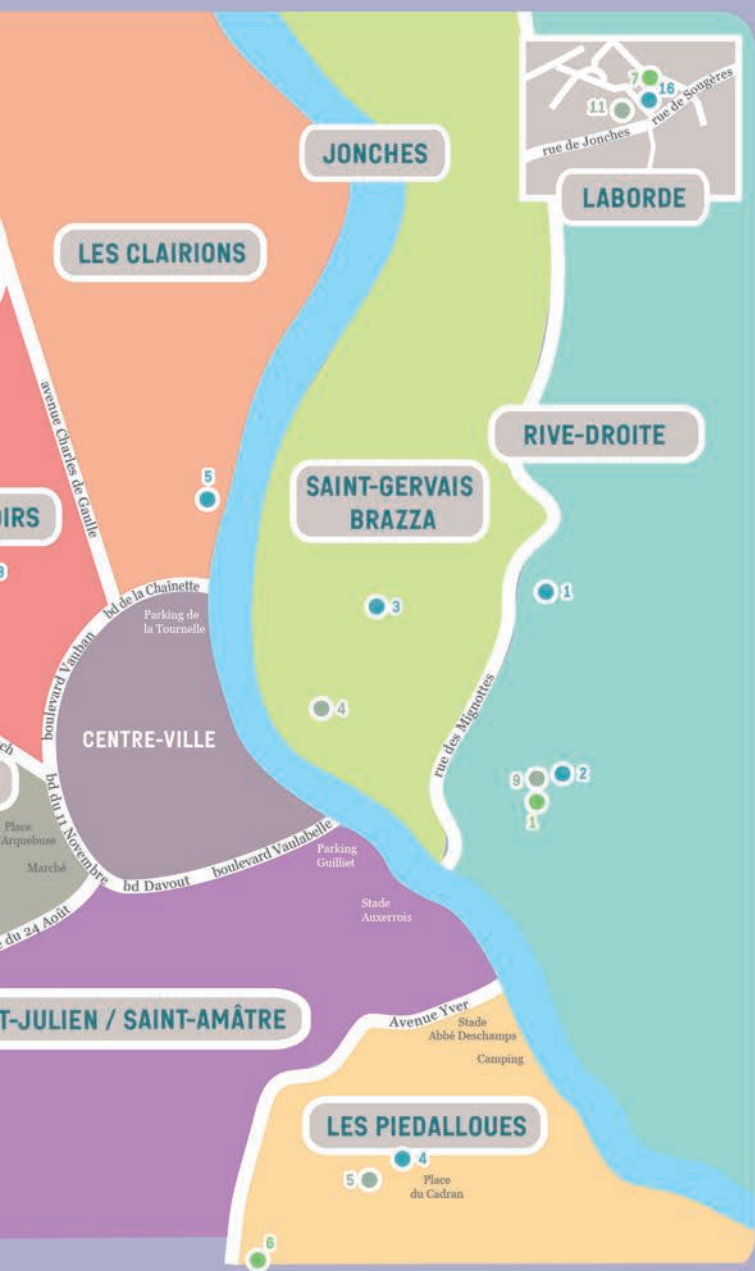 JONCHES
7
16
11
rue de Sougères
rue de Jonches
LABORDE
LES CLAIRIONS
avenue Charles de Gaulle
RIVE-DROITE
5
SAINT-GERVAIS
BRAZZA
OIRS
bd de la Chaînette
Parking de
la Tournelle
3
1
boulevard Vauban
4
rue des Mignottes
CENTRE-VILLE
9
2
1
bd du 11 Novembre
Place
Arquebuse
Marché
boulevard Vaulabelle
bd Davout
Parking
Guilliet
Stade
Auxerrois
du 24 Août
T-JULIEN / SAINT-AMÂTRE
Avenue Yver
Stade
Abbé Deschamps
Camping
LES PIEDALLOUES
4
5
Place
du Cadran
6